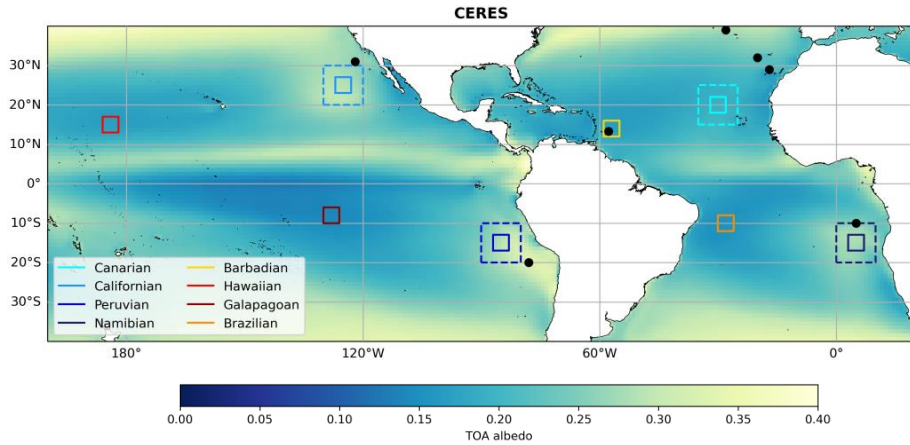 CERES
30°N
20°N
10°N
0°
10°S
20°S
30°S
Canarian
Californian
Peruvian
Namibian
Barbadian
Hawaiian
Galapagoan
Brazilian
180°
120°W
60°W
0°
0.00
0.05
0.10
0.15
0.20
0.25
0.30
0.35
0.40
TOA albedo